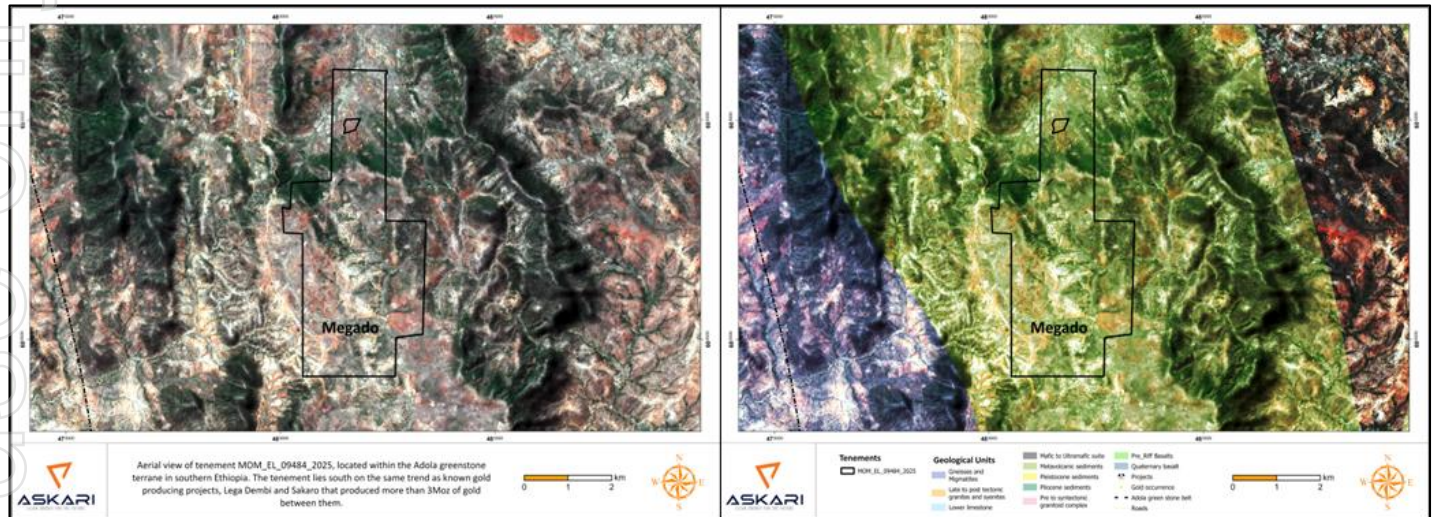 Megado
ASKARI
Aerial view of tenement MOM_EL_09484_2025, located within the Adola greenstone
terrane in southern Ethiopia. The tenement lies south on the same trend as known gold
producing projects, Lega Dembi and Sakaro that produced more than 3Moz of gold
between them.
0 1 2 km
N
W E
S
Megado
ASKARI
Tenements
MOM_EL_09484_2025
Geological Units
Gneisses and
Migmatites
Late to post tectonic
granites and syenites
Lower limestone
Mafic to Ultramafic suite
Metavolcanic sediments
Pleistocene sediments
Pliocene sediments
Pre to syntectonic
granitoid complex
Pre_Rift Basalts
Quaternary basalt
Projects
Gold occurrence
Adola green stone belt
Roads
0 1 2 km
N
W E
S